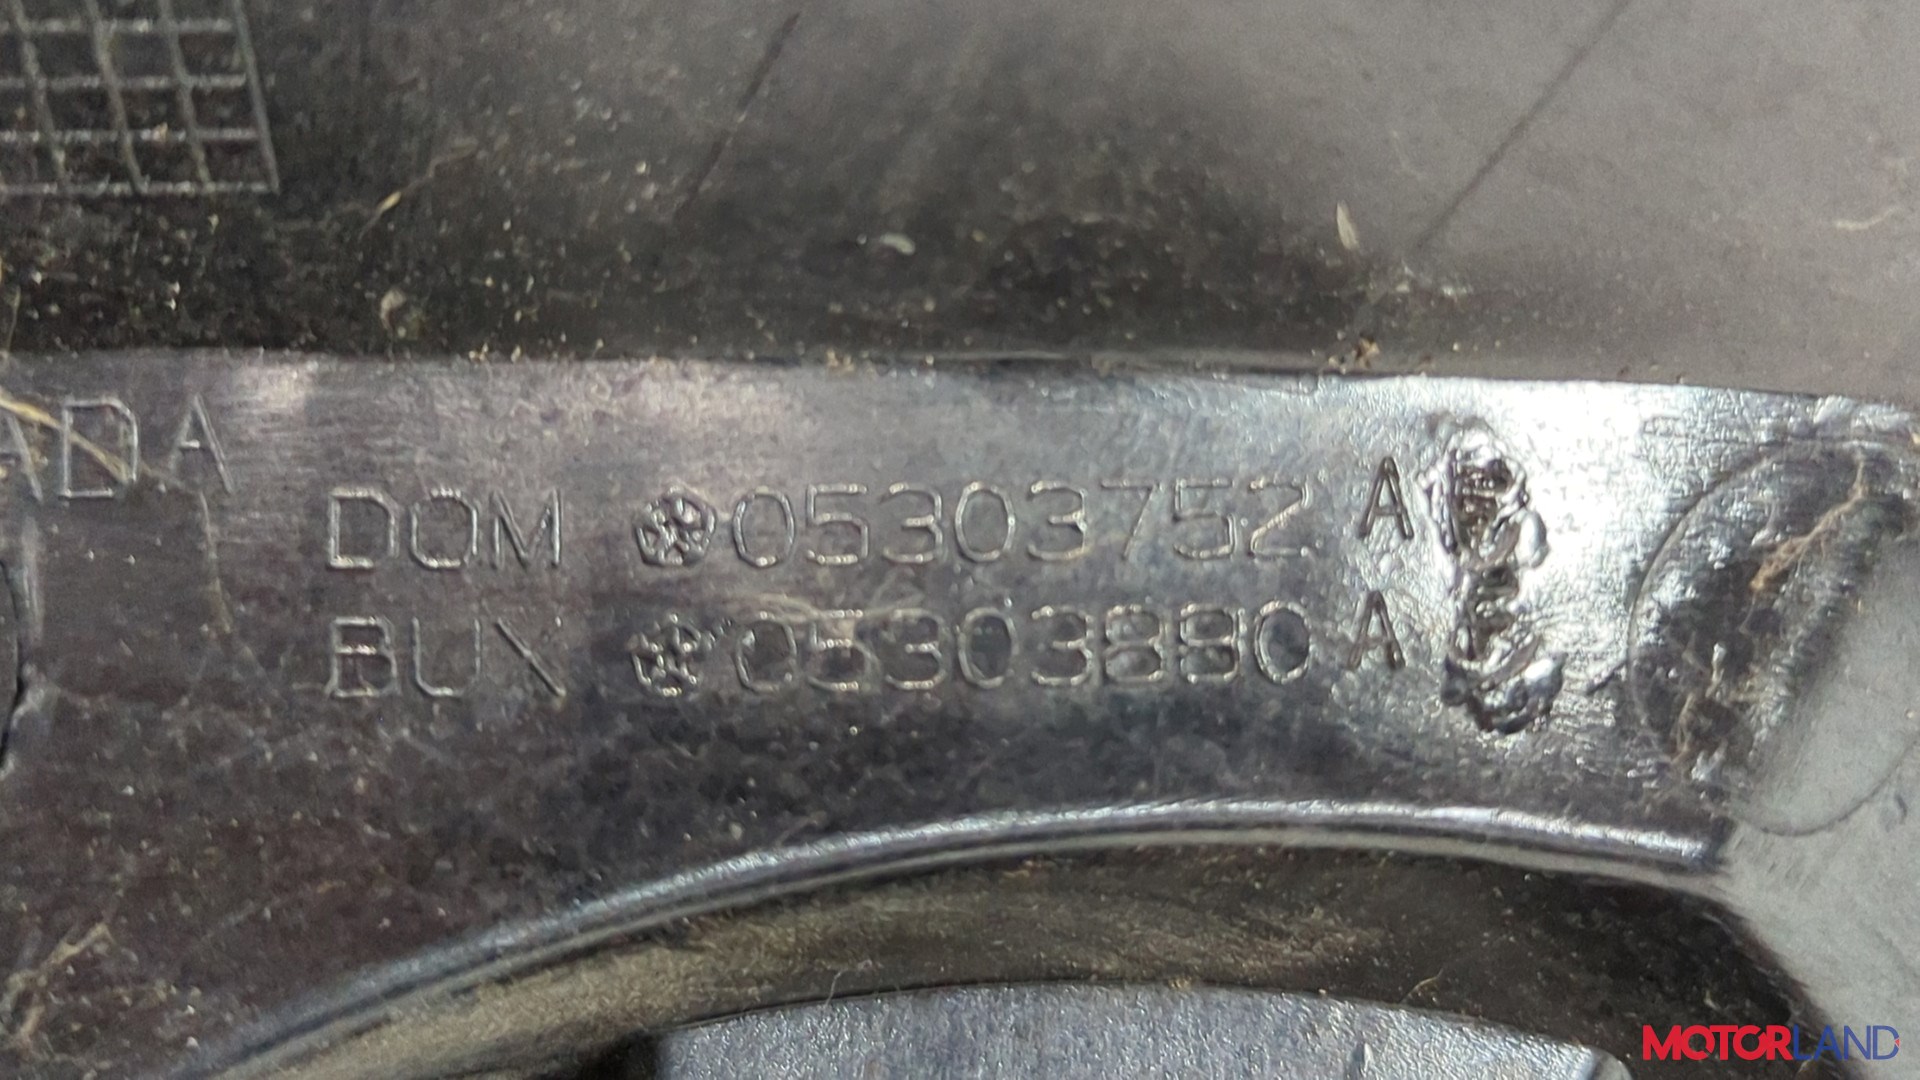 ADA
DOM 05303752 A
BUX 05303880 A
MOTORLAND